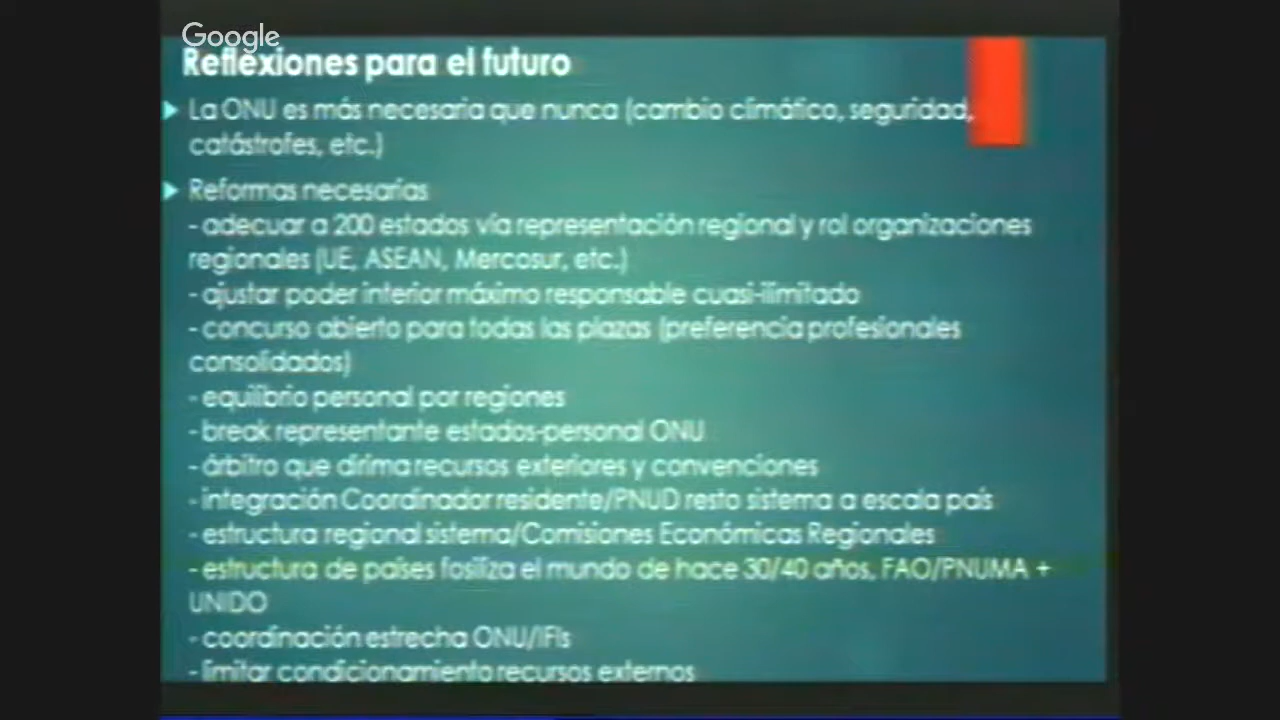 Google
Reflexiones para el futuro
La ONU es más necesaria que nunca (cambio climático, seguridad,
catástrofes, etc.)
Reformas necesarias
- adecuar a 200 estados vía representación regional y rol organizaciones
regionales (UE, ASEAN, Mercosur, etc.)
- ajustar poder interior máximo responsable cuasi-ilimitado
- concurso abierto para todas las plazas (preferencia profesionales
consolidados)
- equilibrio personal por regiones
- break representante estados-personal ONU
- árbitro que dirima recursos exteriores y convenciones
- integración Coordinador residente/PNUD resto sistema a escala país
- estructura regional sistema/Comisiones Económicas Regionales
- estructura de países fosiliza el mundo de hace 30/40 años, FAO/PNUMA +
UNIDO
- coordinación estrecha ONU/IFIs
- limitar condicionamiento recursos externos